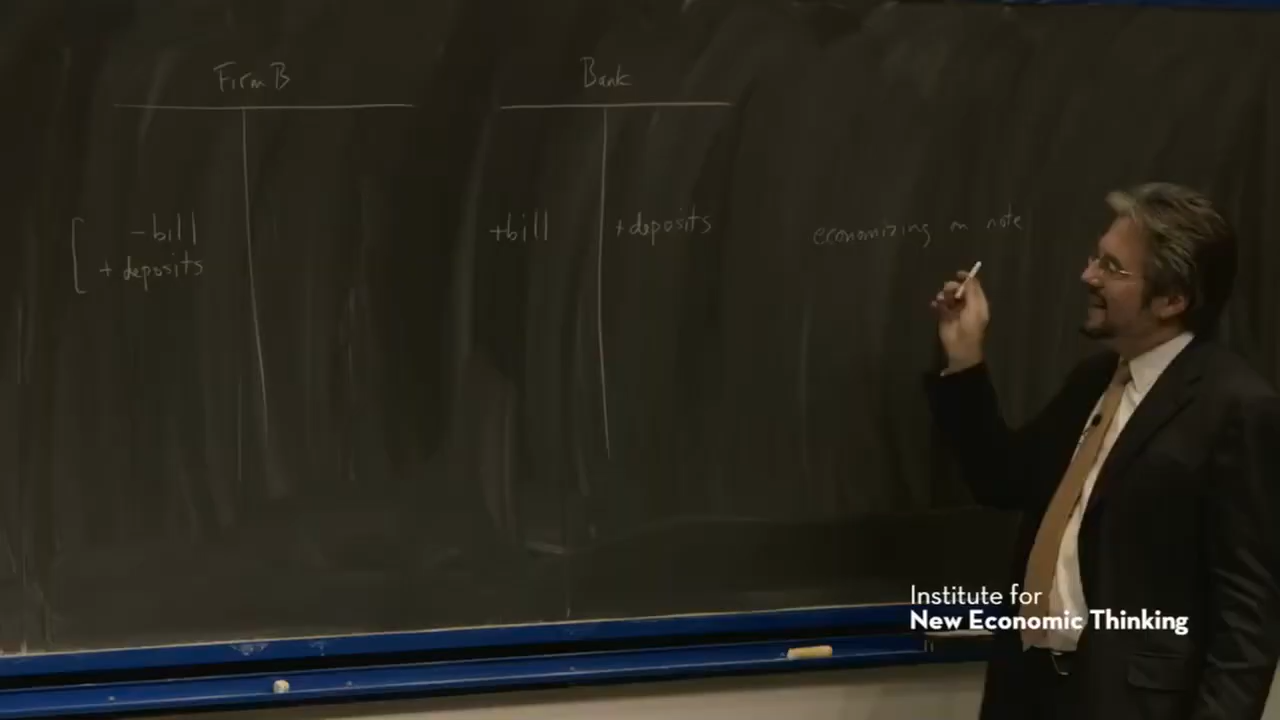 Firm B
Bank
-bill
+ deposits
+bill
+ deposits
economizing on note
Institute for
New Economic Thinking